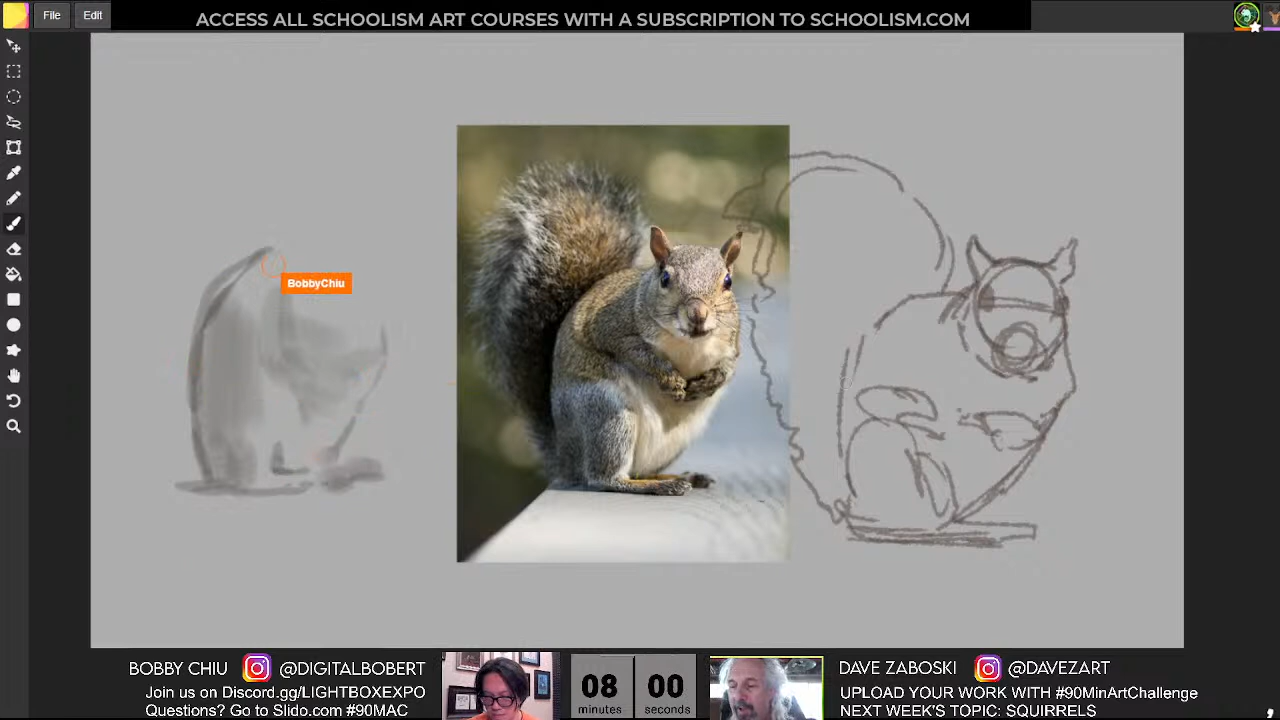 ACCESS ALL SCHOOLISM ART COURSES WITH A SUBSCRIPTION TO SCHOOLISM.COM
File Edit
BobbyChiu
BOBBY CHIU @DIGITALBOBERT
Join us on Discord.gg/LIGHTBOXEXPO
Questions? Go to Slido.com #90MAC
08 00
minutes seconds
DAVE ZABOSKI @DAVEZART
UPLOAD YOUR WORK WITH #90MinArtChallenge
NEXT WEEK'S TOPIC: SQUIRRELS